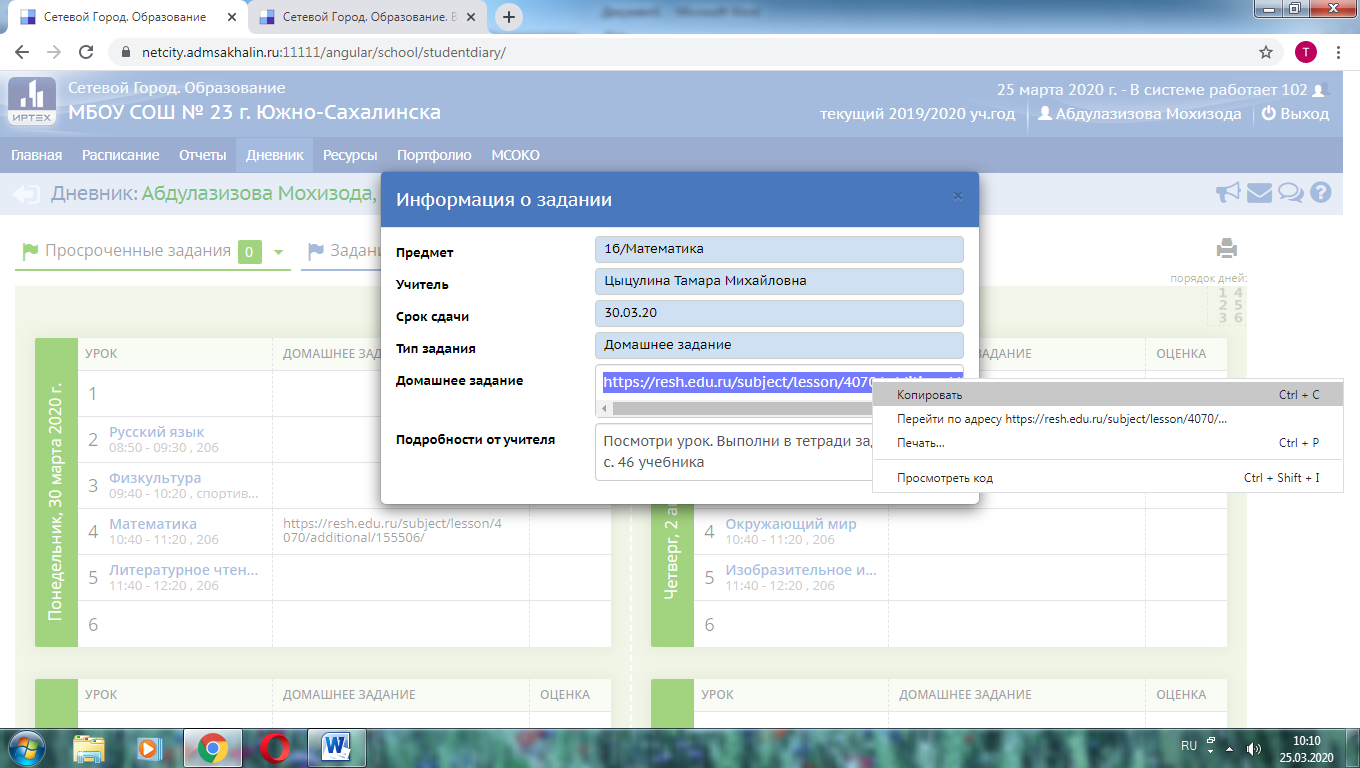 Сетевой Город. Образование
Сетевой Город. Образование. В
netcity.admsakhalin.ru:11111/angular/school/studentdiary/
T
ИРТЕХ
Сетевой Город. Образование
МБОУ СОШ № 23 г. Южно-Сахалинска
25 марта 2020 г. - В системе работает 102
текущий 2019/2020 уч.год
Абдулазизова Мохизода
Выход
Главная Расписание Отчеты Дневник Ресурсы Портфолио МСОКО
Дневник: Абдулазизова Мохизода,
Просроченные задания 0
Задани
порядок дней:
1 4
2 5
3 6
Информация о задании
Предмет 1б/Математика
Учитель Цыцулина Тамара Михайловна
Срок сдачи 30.03.20
Тип задания Домашнее задание
Домашнее задание https://resh.edu.ru/subject/lesson/4070
Подробности от учителя Посмотри урок. Выполни в тетради за
с. 46 учебника
Копировать Ctrl + C
Перейти по адресу https://resh.edu.ru/subject/lesson/4070/...
Печать... Ctrl + P
Просмотреть код Ctrl + Shift + I
Понедельник, 30 марта 2020 г.
УРОК ДОМАШНЕЕ ЗАД
1
2 Русский язык
08:50 - 09:30 , 206
3 Физкультура
09:40 - 10:20 , спортив...
4 Математика
10:40 - 11:20 , 206
https://resh.edu.ru/subject/lesson/4
070/additional/155506/
5 Литературное чтен...
11:40 - 12:20 , 206
6
Четверг, 2 а
АДАНИЕ ОЦЕНКА
4 Окружающий мир
10:40 - 11:20 , 206
5 Изобразительное и...
11:40 - 12:20 , 206
6
УРОК ДОМАШНЕЕ ЗАДАНИЕ ОЦЕНКА
УРОК ДОМАШНЕЕ ЗАДАНИЕ ОЦЕНКА
RU
10:10
25.03.2020